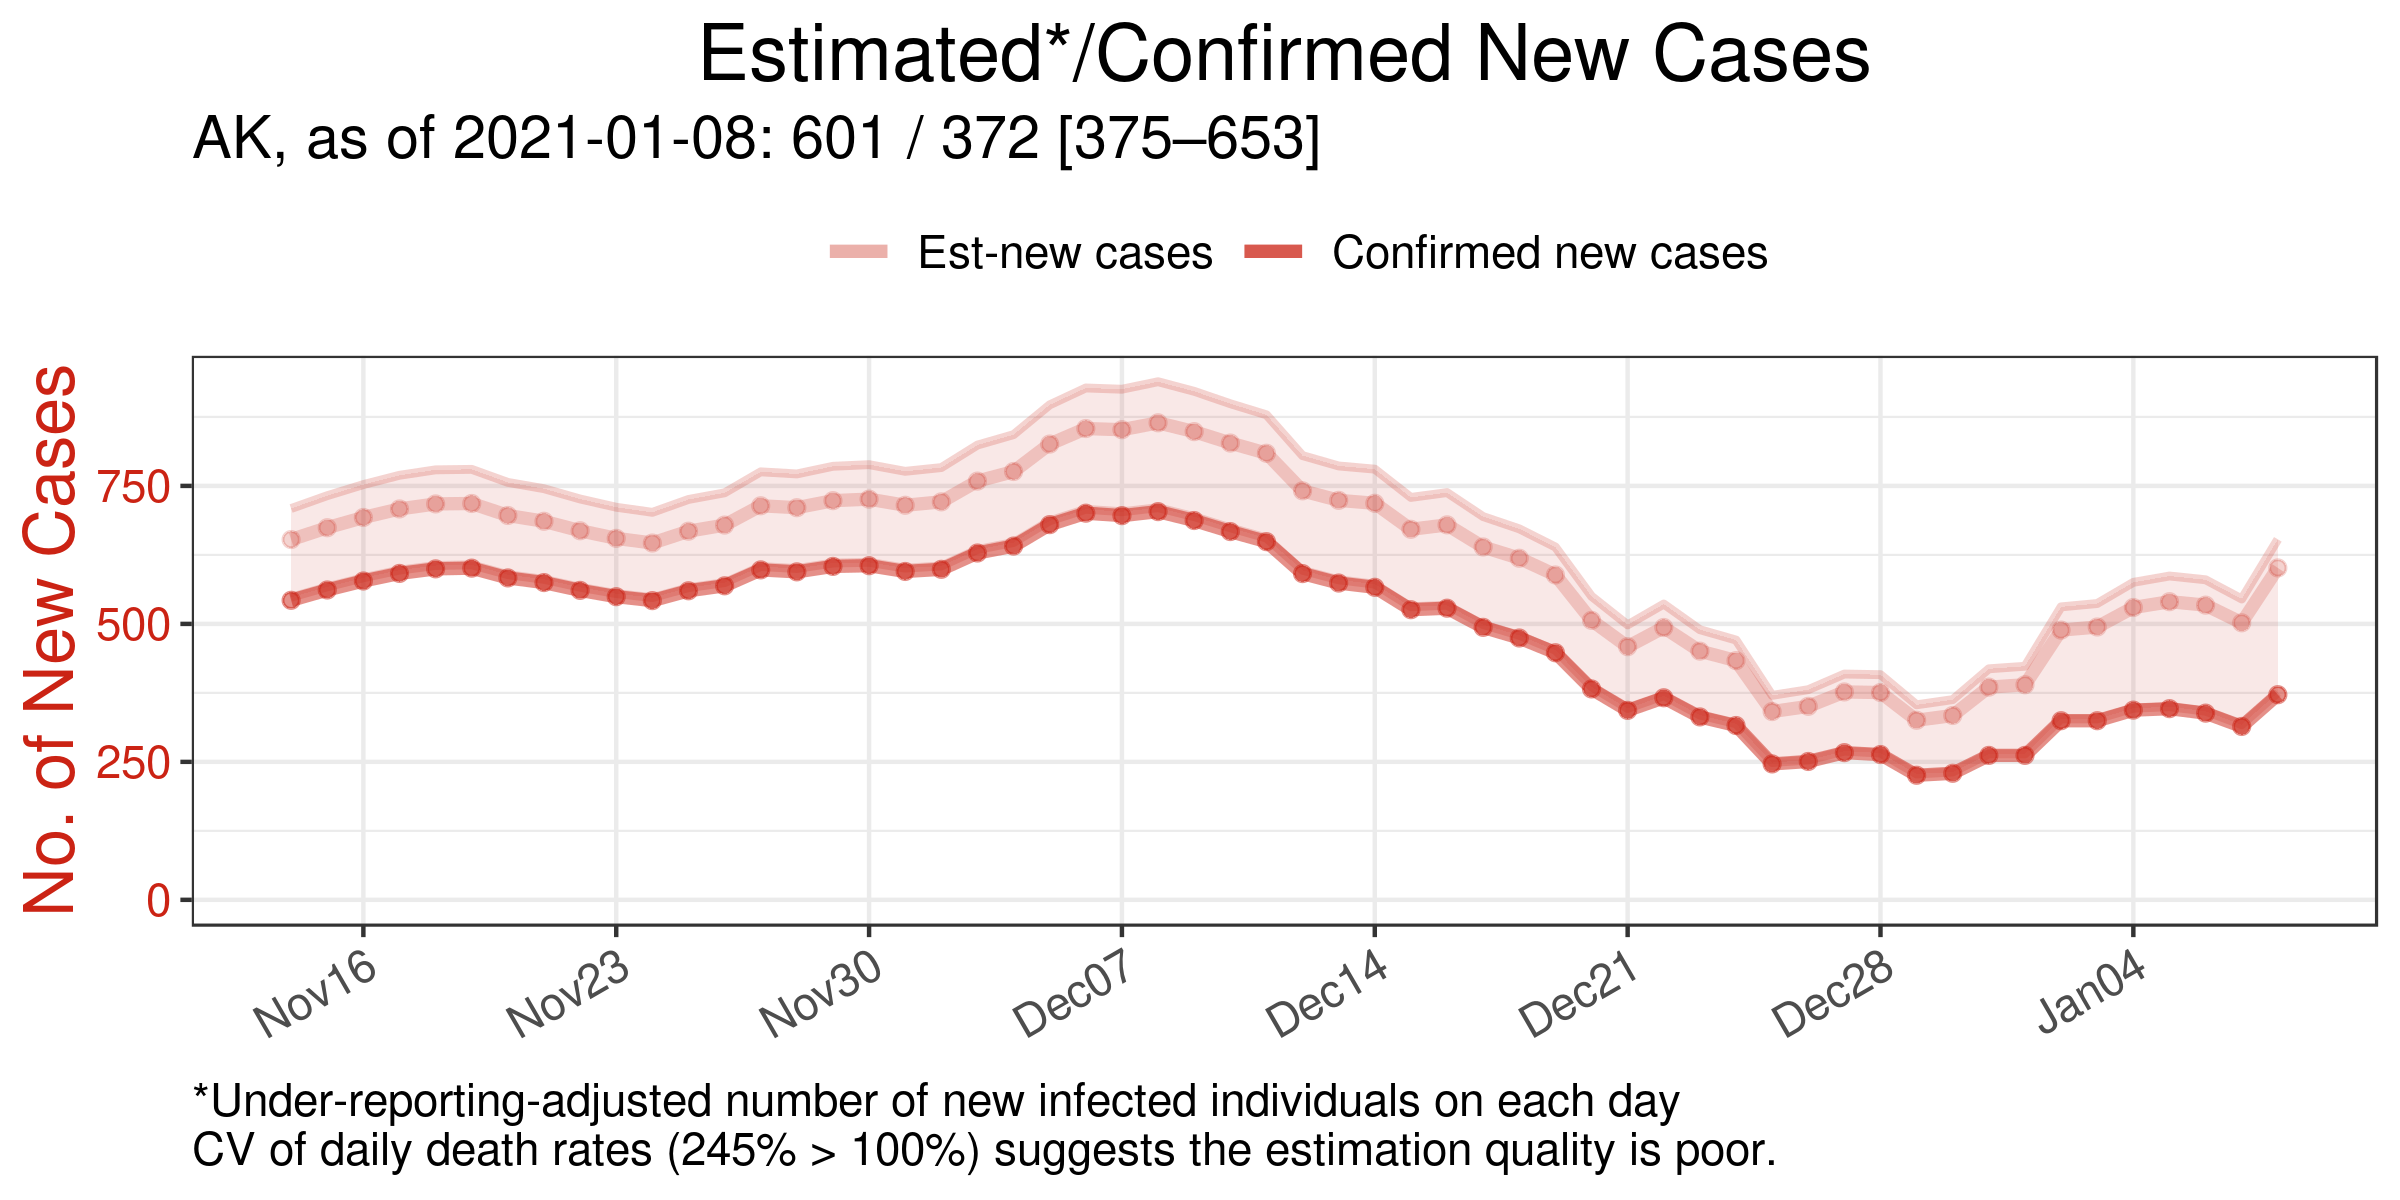 Estimated*/Confirmed New Cases
AK, as of 2021-01-08: 601 / 372 [375–653]
Est-new cases
Confirmed new cases
No. of New Cases
750
500
250
0
Nov16
Nov23
Nov30
Dec07
Dec14
Dec21
Dec28
Jan04
*Under-reporting-adjusted number of new infected individuals on each day
CV of daily death rates (245% > 100%) suggests the estimation quality is poor.